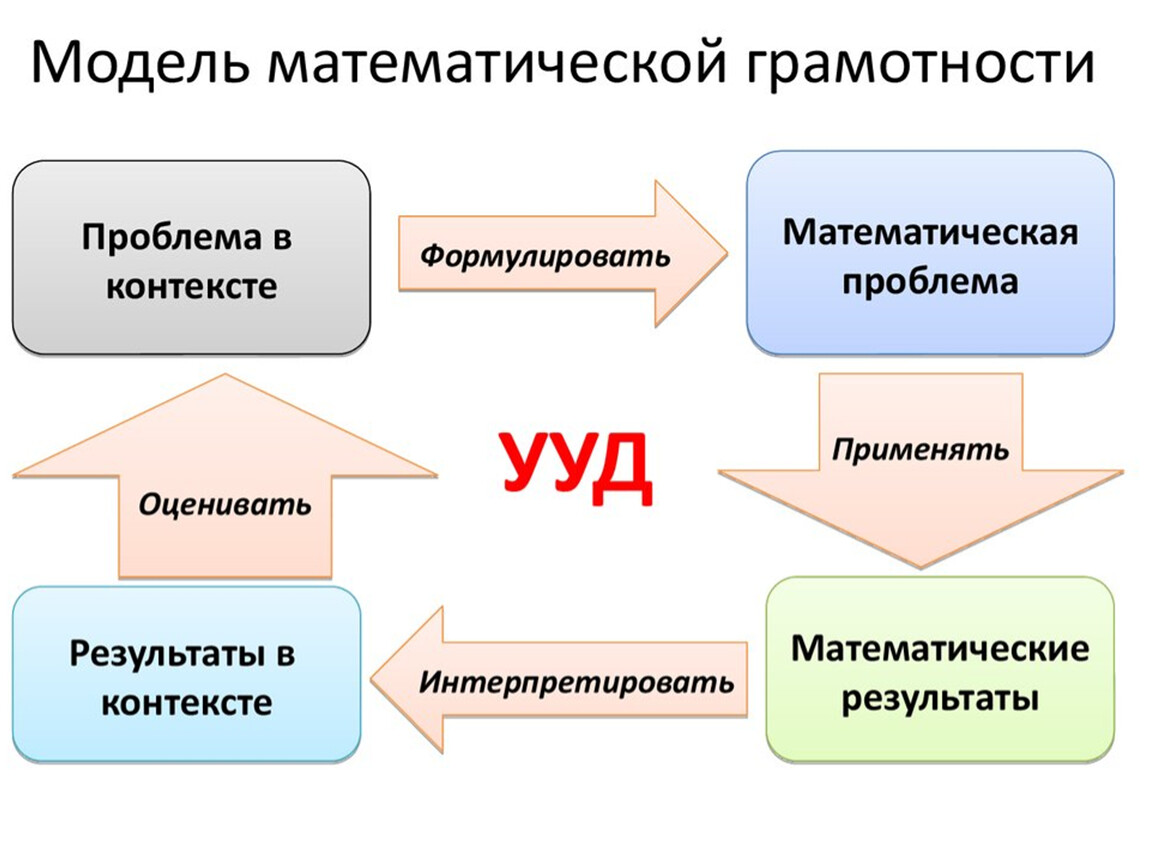 Модель математической грамотности
Проблема в
контексте
Формулировать
Математическая
проблема
Оценивать
УУД
Применять
Результаты в
контексте
Интерпретировать
Математические
результаты